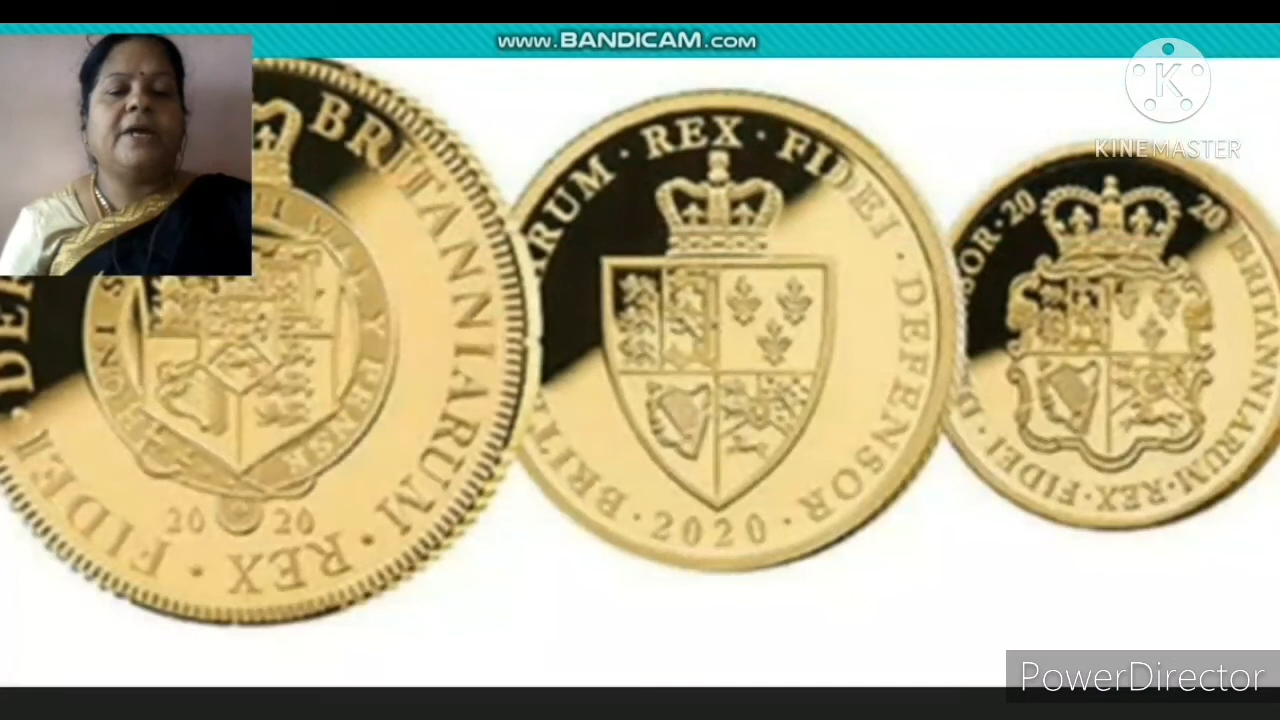 www.BANDICAM.com
KINEMASTER
BRITANNIARUM · REX · FIDEI · DEF
20 20
REX · FIDEI · DEFENSOR · 2020 · BRIT
20 20 BRITANNIARUM · REX · FIDEI · D
PowerDirector